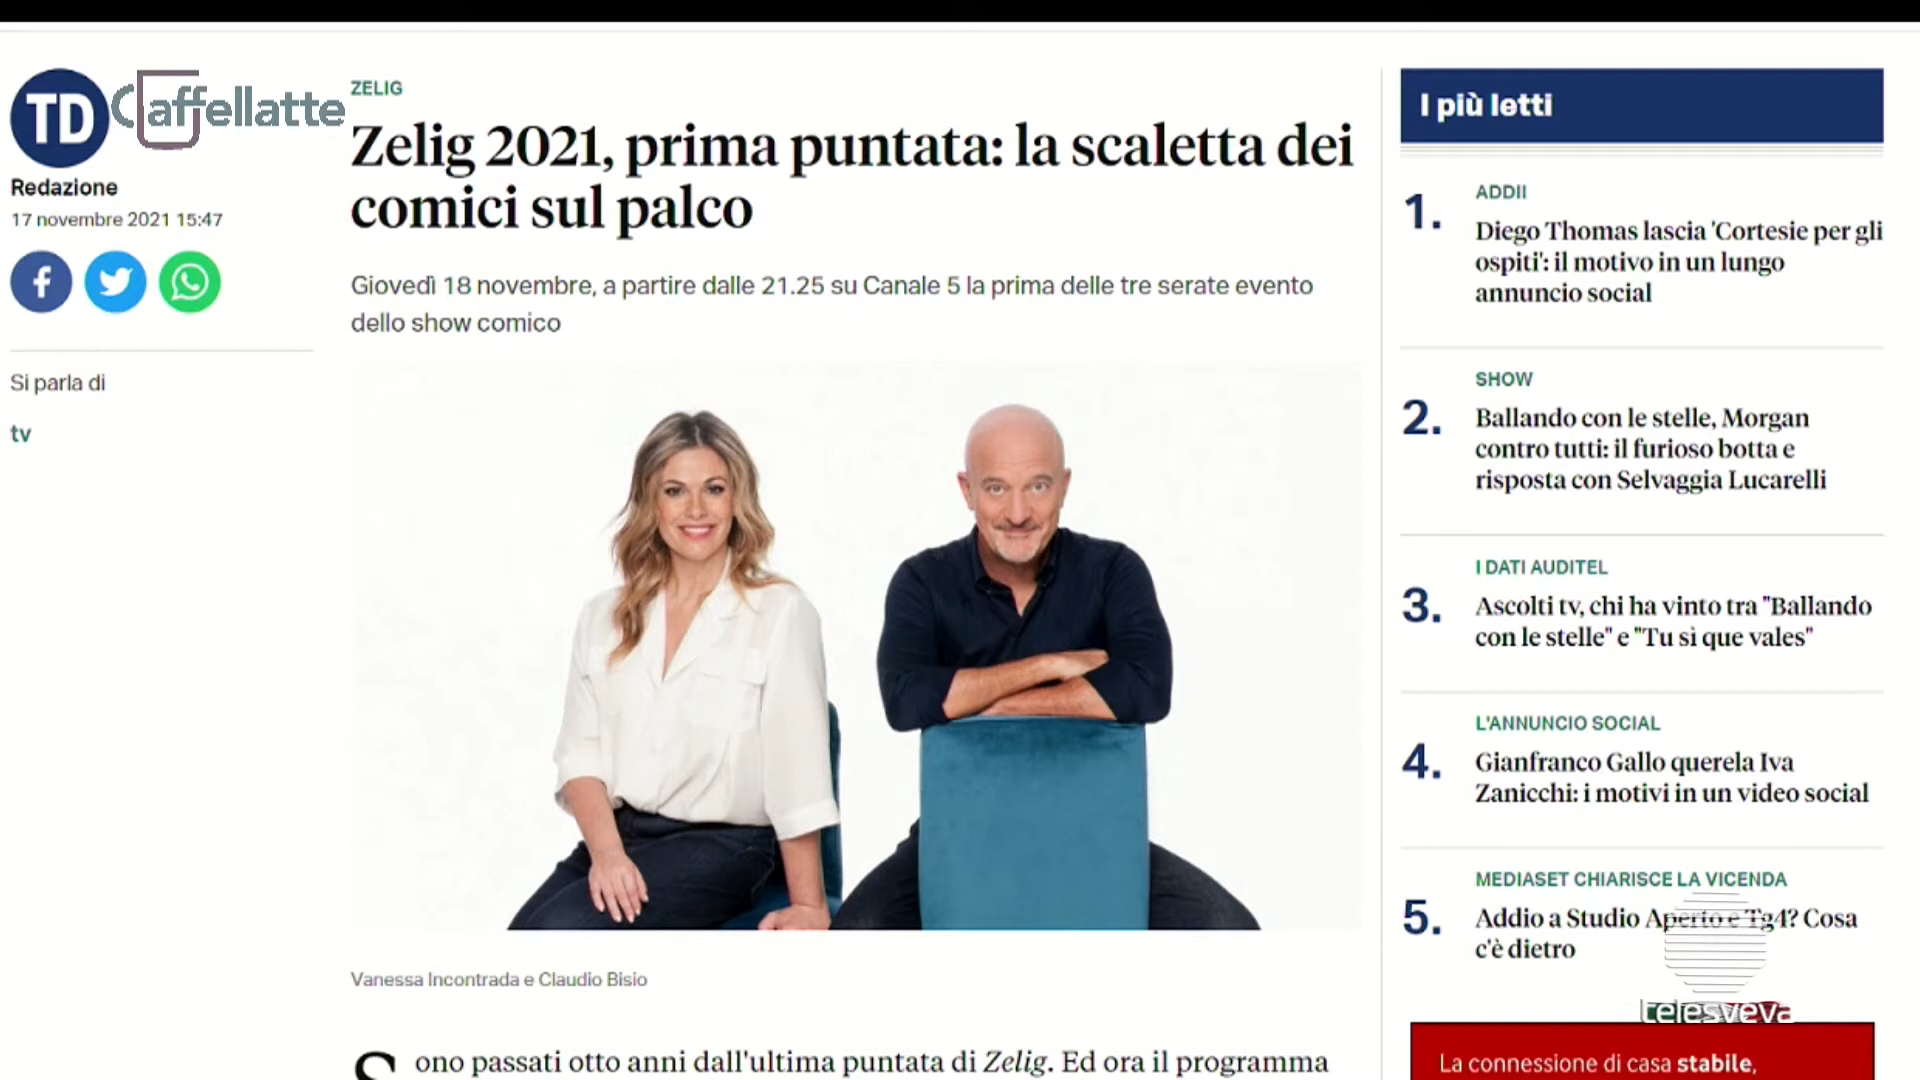 TD
Caffellatte
Redazione
17 novembre 2021 15:47
Si parla di
tv
ZELIG
Zelig 2021, prima puntata: la scaletta dei
comici sul palco
Giovedì 18 novembre, a partire dalle 21.25 su Canale 5 la prima delle tre serate evento
dello show comico
Vanessa Incontrada e Claudio Bisio
Sono passati otto anni dall'ultima puntata di Zelig. Ed ora il programma
I più letti
1.
ADDII
Diego Thomas lascia 'Cortesie per gli
ospiti': il motivo in un lungo
annuncio social
2.
SHOW
Ballando con le stelle, Morgan
contro tutti: il furioso botta e
risposta con Selvaggia Lucarelli
3.
I DATI AUDITEL
Ascolti tv, chi ha vinto tra "Ballando
con le stelle" e "Tu sì que vales"
4.
L'ANNUNCIO SOCIAL
Gianfranco Gallo querela Iva
Zanicchi: i motivi in un video social
5.
MEDIASET CHIARISCE LA VICENDA
Addio a Studio Aperto e Tg4? Cosa
c'è dietro
telesveva
La connessione di casa stabile,